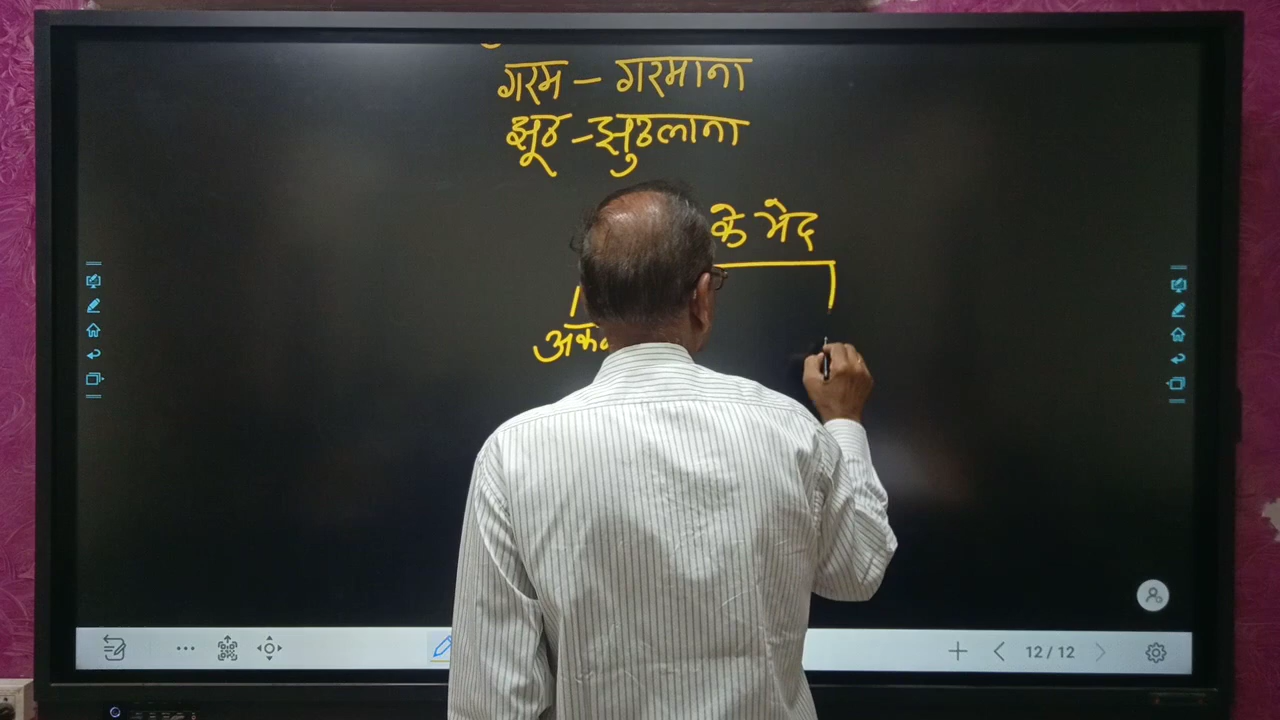 गरम – गरमाना
झूठ – झुठलाना
के भेद
12/12